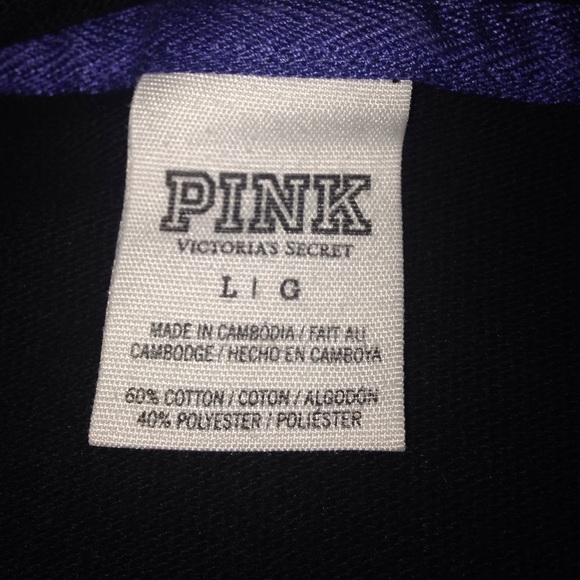 PINK
VICTORIA'S SECRET
L | G
MADE IN CAMBODIA / FAIT AU
CAMBODGE / HECHO EN CAMBOYA
60% COTTON / COTON / ALGODÓN
40% POLYESTER / POLIÉSTER